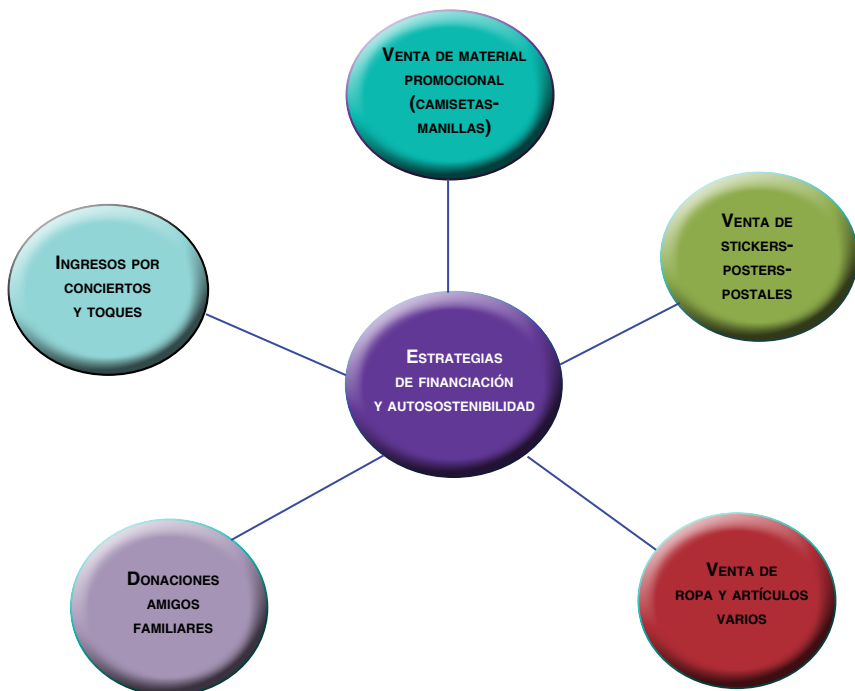 Venta de material
promocional
(camisetas-
manillas)
Venta de
stickers-
posters-
postales
Ingresos por
conciertos
y toques
Estrategias
de financiación
y autosostenibilidad
Donaciones
amigos
familiares
Venta de
ropa y artículos
varios